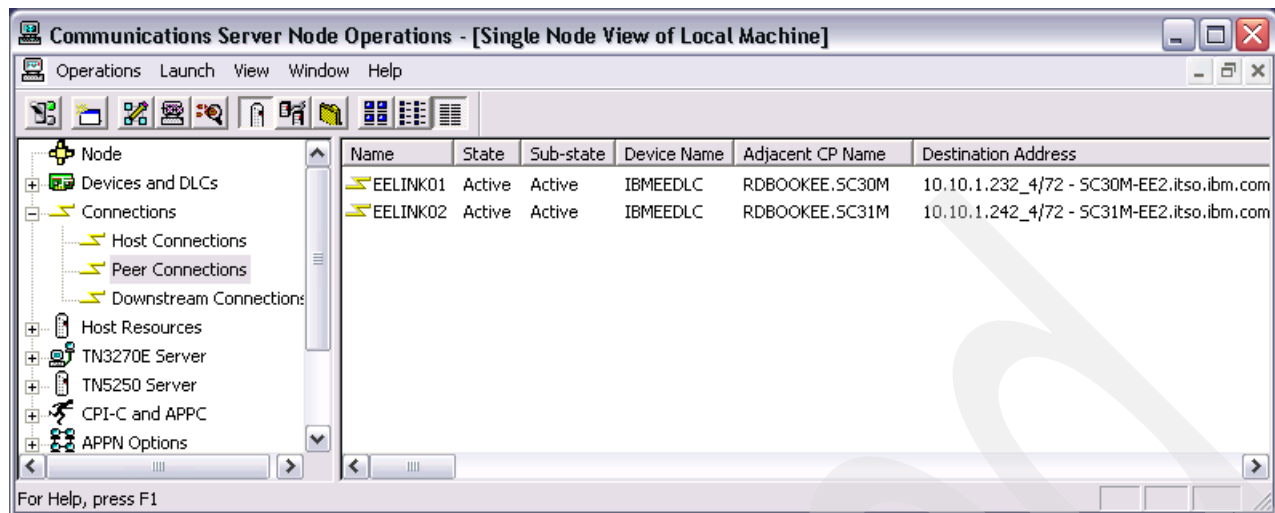 Communications Server Node Operations - [Single Node View of Local Machine]
Operations Launch View Window Help
Node
Devices and DLCs
Connections
Host Connections
Peer Connections
Downstream Connections
Host Resources
TN3270E Server
TN5250 Server
CPI-C and APPC
APPN Options
Name State Sub-state Device Name Adjacent CP Name Destination Address
EELINK01 Active Active IBMEEDLC RDBOOKEE.SC30M 10.10.1.232_4/72 - SC30M-EE2.itso.ibm.com
EELINK02 Active Active IBMEEDLC RDBOOKEE.SC31M 10.10.1.242_4/72 - SC31M-EE2.itso.ibm.com
For Help, press F1